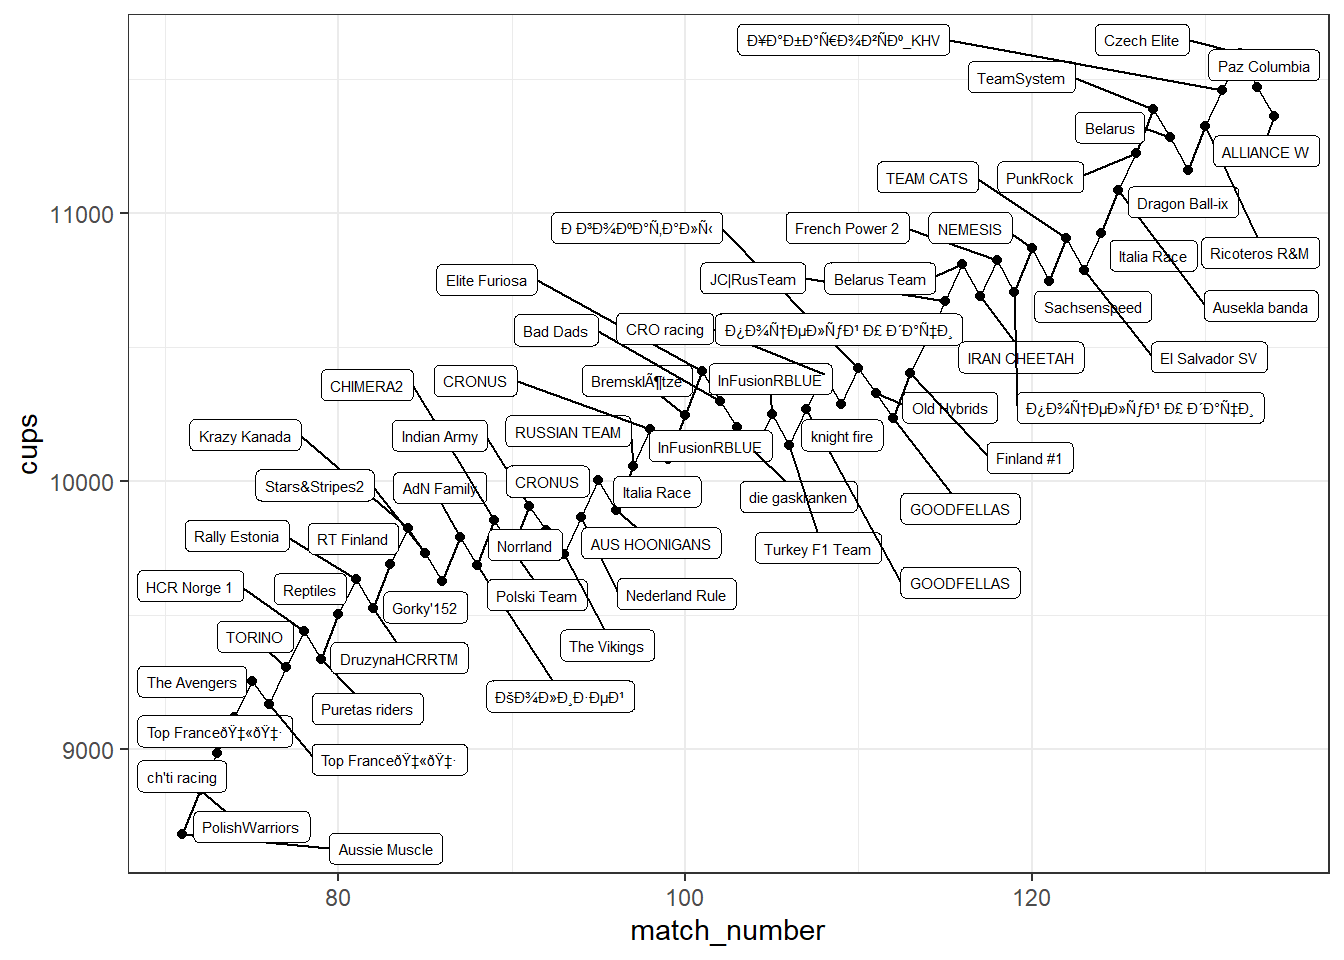 Ð¥Ð°Ð±Ð°Ñ€Ð¾Ð²ÑÐº_KHV
Czech Elite
Paz Columbia
TeamSystem
Belarus
ALLIANCE W
TEAM CATS
PunkRock
Dragon Ball-ix
11000
French Power 2
NEMESIS
Italia Race
Ricoteros R&M
Elite Furiosa
JC|RusTeam
Belarus Team
Sachsenspeed
Ausekla banda
Bad Dads
CRO racing
IRAN CHEETAH
El Salvador SV
CHIMERA2
CRONUS
InFusionRBLUE
Old Hybrids
Krazy Kanada
Indian Army
RUSSIAN TEAM
InFusionRBLUE
knight fire
Finland #1
10000
Stars&Stripes2
AdN Family
CRONUS
Italia Race
die gaskranken
GOODFELLAS
Rally Estonia
RT Finland
Norrland
AUS HOONIGANS
Turkey F1 Team
HCR Norge 1
Reptiles
Gorky'152
Polski Team
Nederland Rule
GOODFELLAS
TORINO
DruzynaHCRRTM
The Vikings
The Avengers
Puretas riders
9000
ch'ti racing
PolishWarriors
Aussie Muscle
80
100
120
match_number
cups